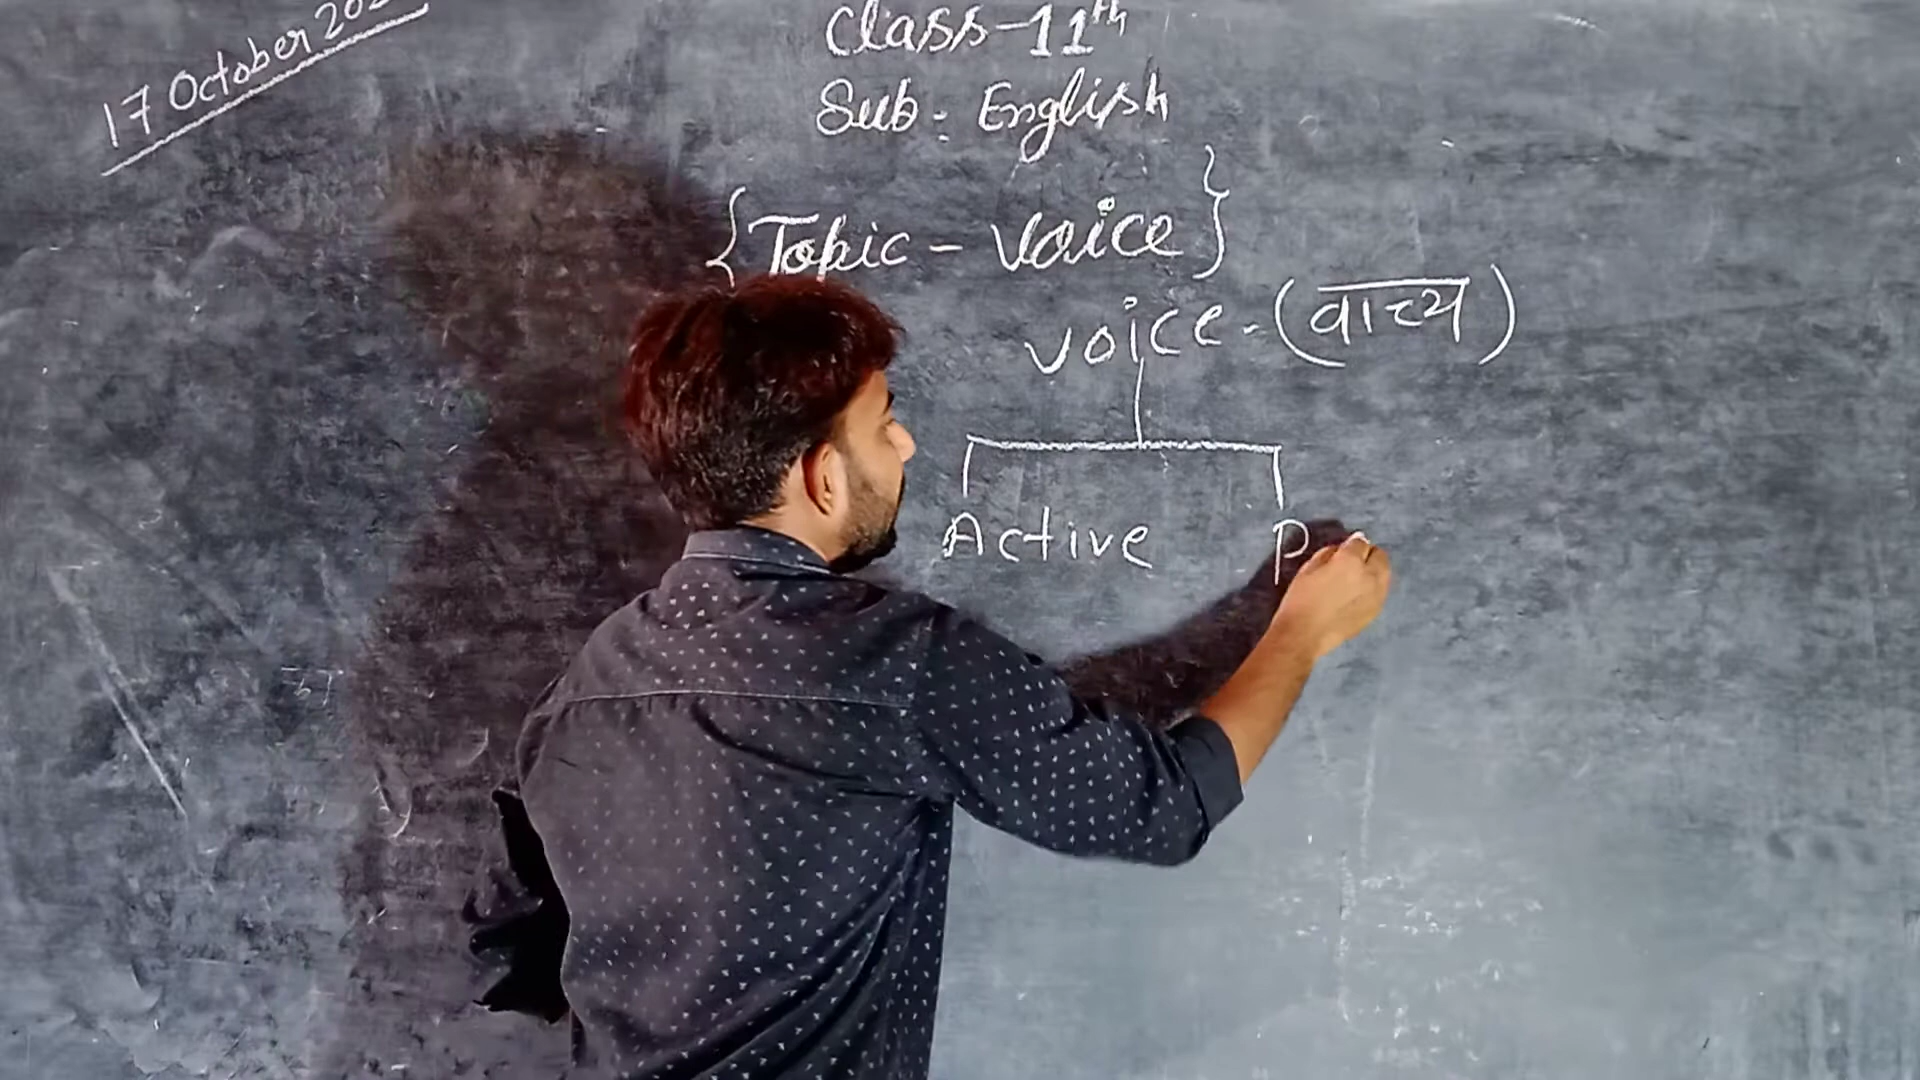 17 October
Class-11th
Sub: English
{Topic - Voice}
voice-(वाच्य)
Active P